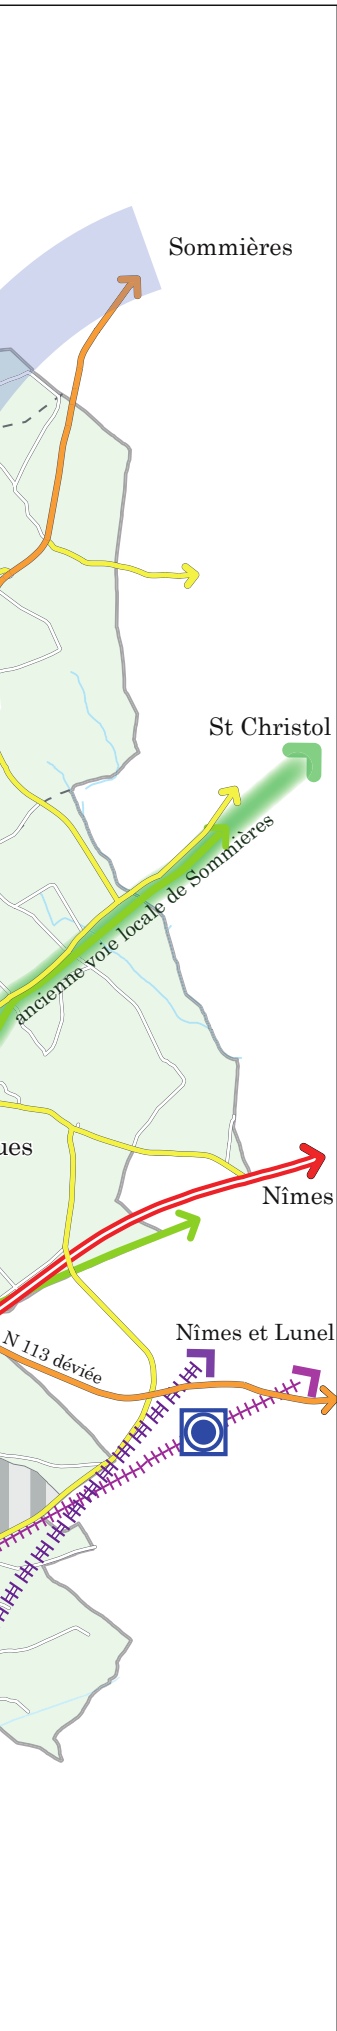 Sommières
St Christol
ancienne voie locale de Sommières
ues
Nîmes
Nîmes et Lunel
N 113 déviée